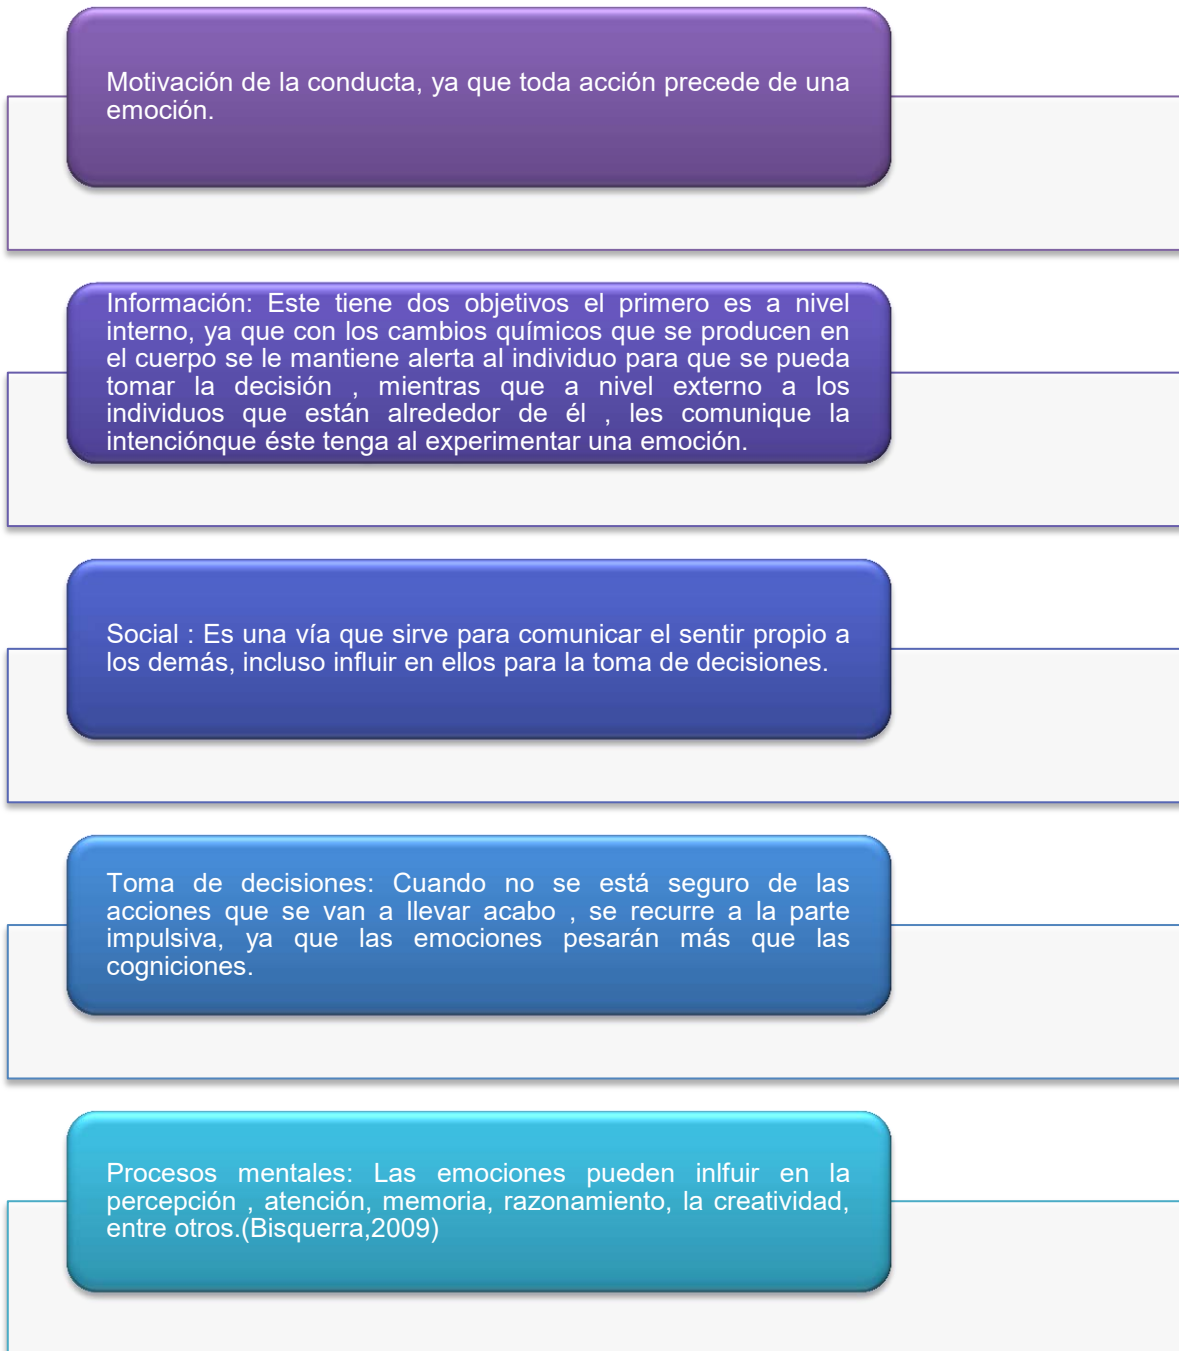 Motivación de la conducta, ya que toda acción precede de una
emoción.
Información: Este tiene dos objetivos el primero es a nivel
interno, ya que con los cambios químicos que se producen en
el cuerpo se le mantiene alerta al individuo para que se pueda
tomar la decisión , mientras que a nivel externo a los
individuos que están alrededor de él , les comunique la
intenciónque éste tenga al experimentar una emoción.
Social : Es una vía que sirve para comunicar el sentir propio a
los demás, incluso influir en ellos para la toma de decisiones.
Toma de decisiones: Cuando no se está seguro de las
acciones que se van a llevar acabo , se recurre a la parte
impulsiva, ya que las emociones pesarán más que las
cogniciones.
Procesos mentales: Las emociones pueden inlfuir en la
percepción , atención, memoria, razonamiento, la creatividad,
entre otros.(Bisquerra,2009)